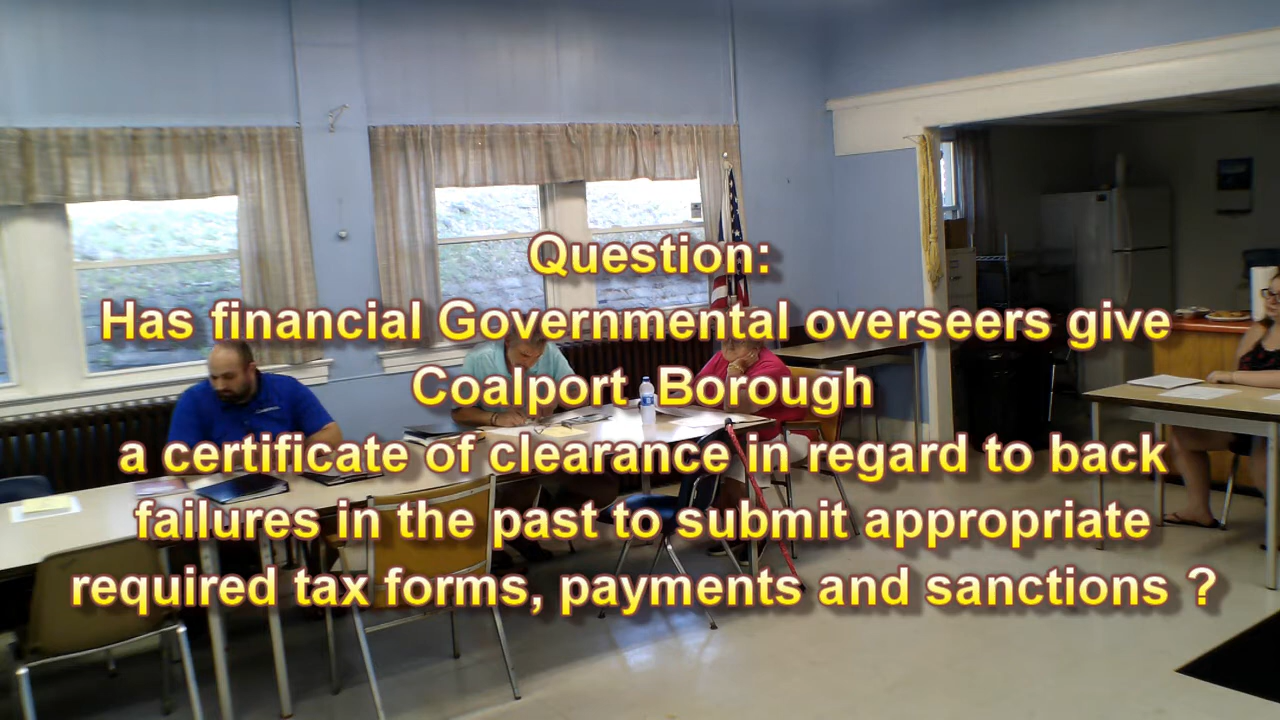 Question:
Has financial Governmental overseers give
Coalport Borough
a certificate of clearance in regard to back
failures in the past to submit appropriate
required tax forms, payments and sanctions ?